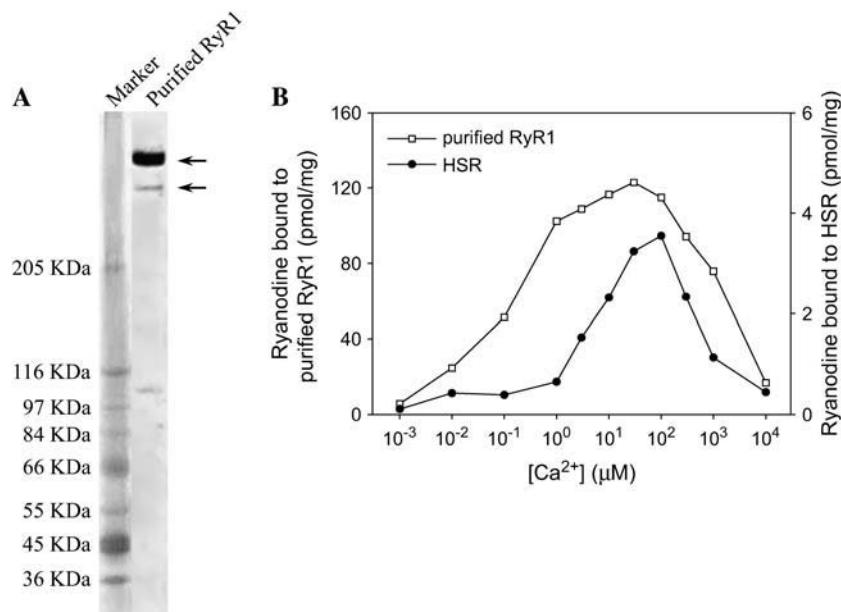 A
Marker
Purified RyR1
205 KDa
116 KDa
97 KDa
84 KDa
66 KDa
55 KDa
45 KDa
36 KDa
B
Ryanodine bound to
purified RyR1 (pmol/mg)
160
120
80
40
0
purified RyR1
HSR
6
4
2
0
Ryanodine bound to HSR (pmol/mg)
10⁻³ 10⁻² 10⁻¹ 10⁰ 10¹ 10² 10³ 10⁴
[Ca²⁺] (μM)